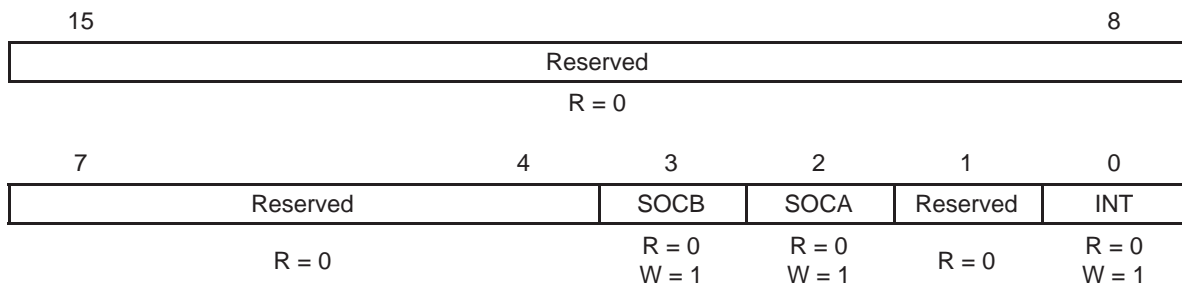 15 8
Reserved
R = 0
7 4 3 2 1 0
Reserved SOCB SOCA Reserved INT
R = 0 R = 0 R = 0 R = 0 R = 0
W = 1 W = 1 W = 1